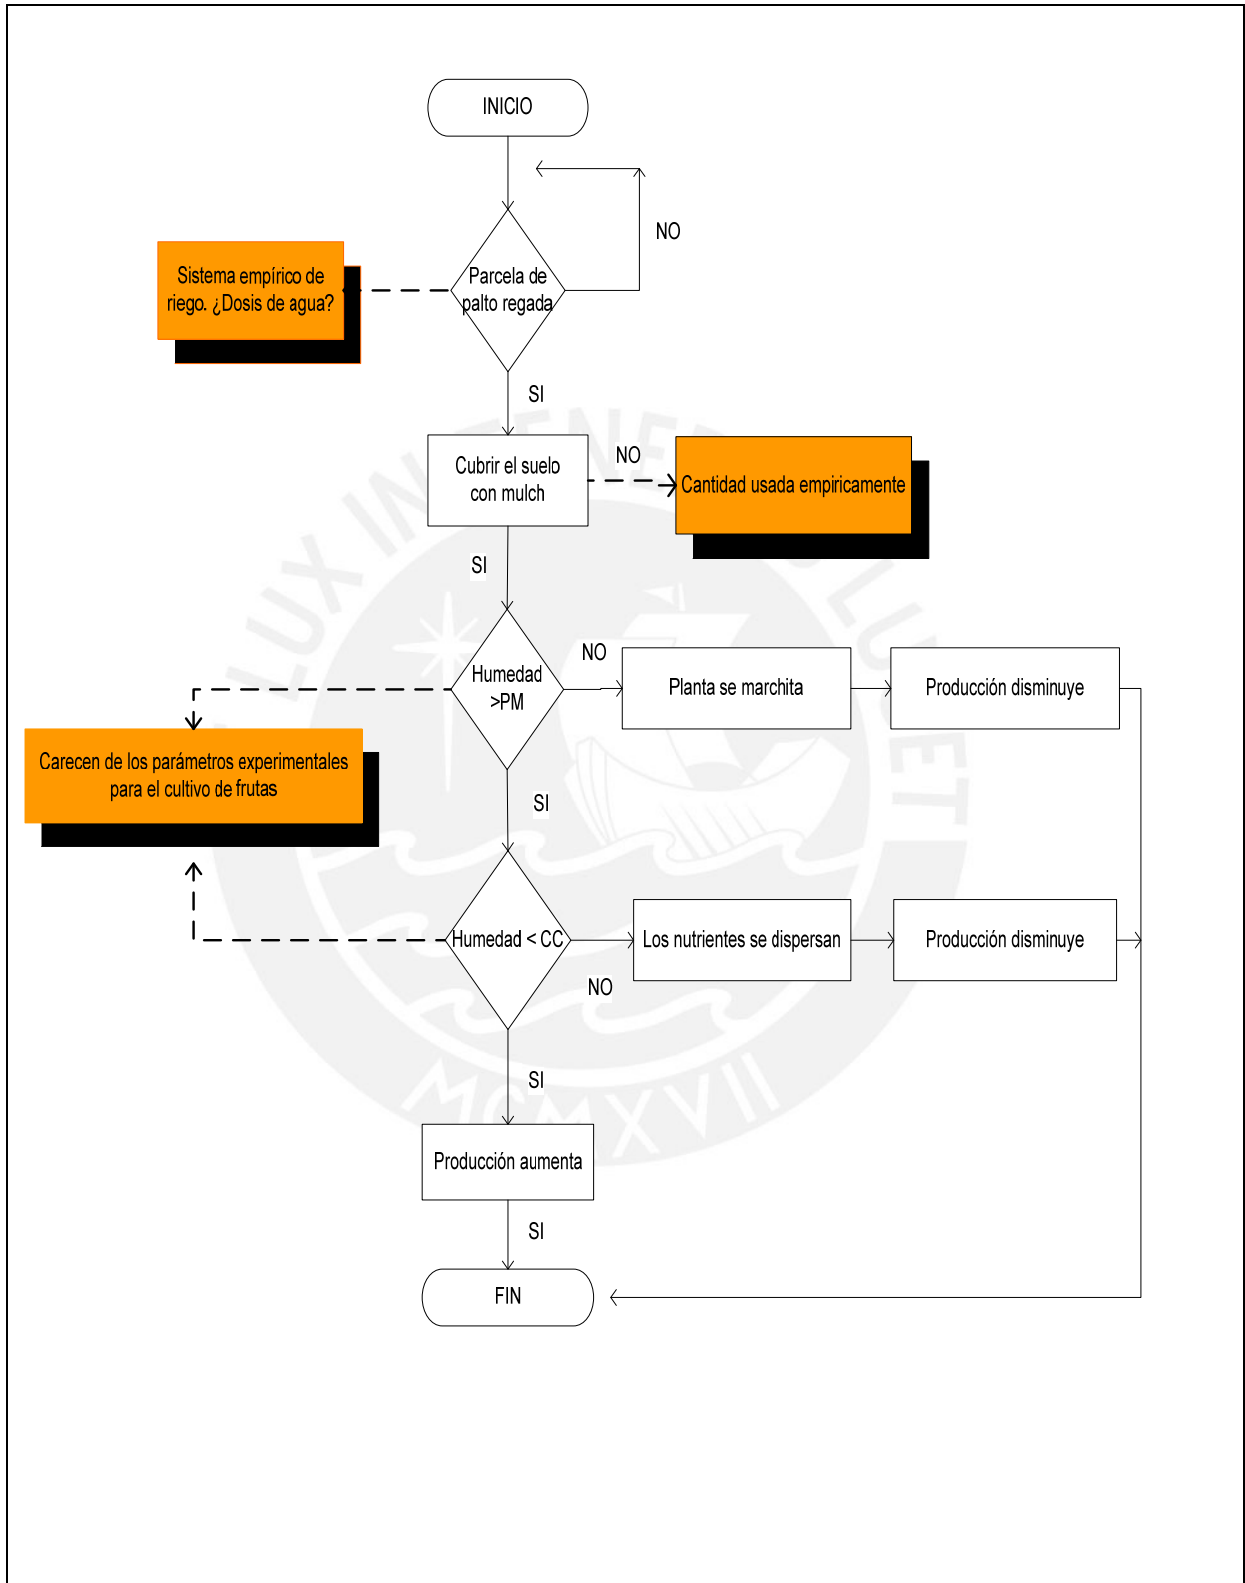 INICIO
NO
Sistema empírico de
riego. ¿Dosis de agua?
Parcela de
palto regada
SI
Cubrir el suelo
con mulch
NO
Cantidad usada empiricamente
SI
Humedad
>PM
NO
Planta se marchita
Producción disminuye
Carecen de los parámetros experimentales
para el cultivo de frutas
SI
Humedad < CC
NO
Los nutrientes se dispersan
Producción disminuye
SI
Producción aumenta
SI
FIN
MCMXVII